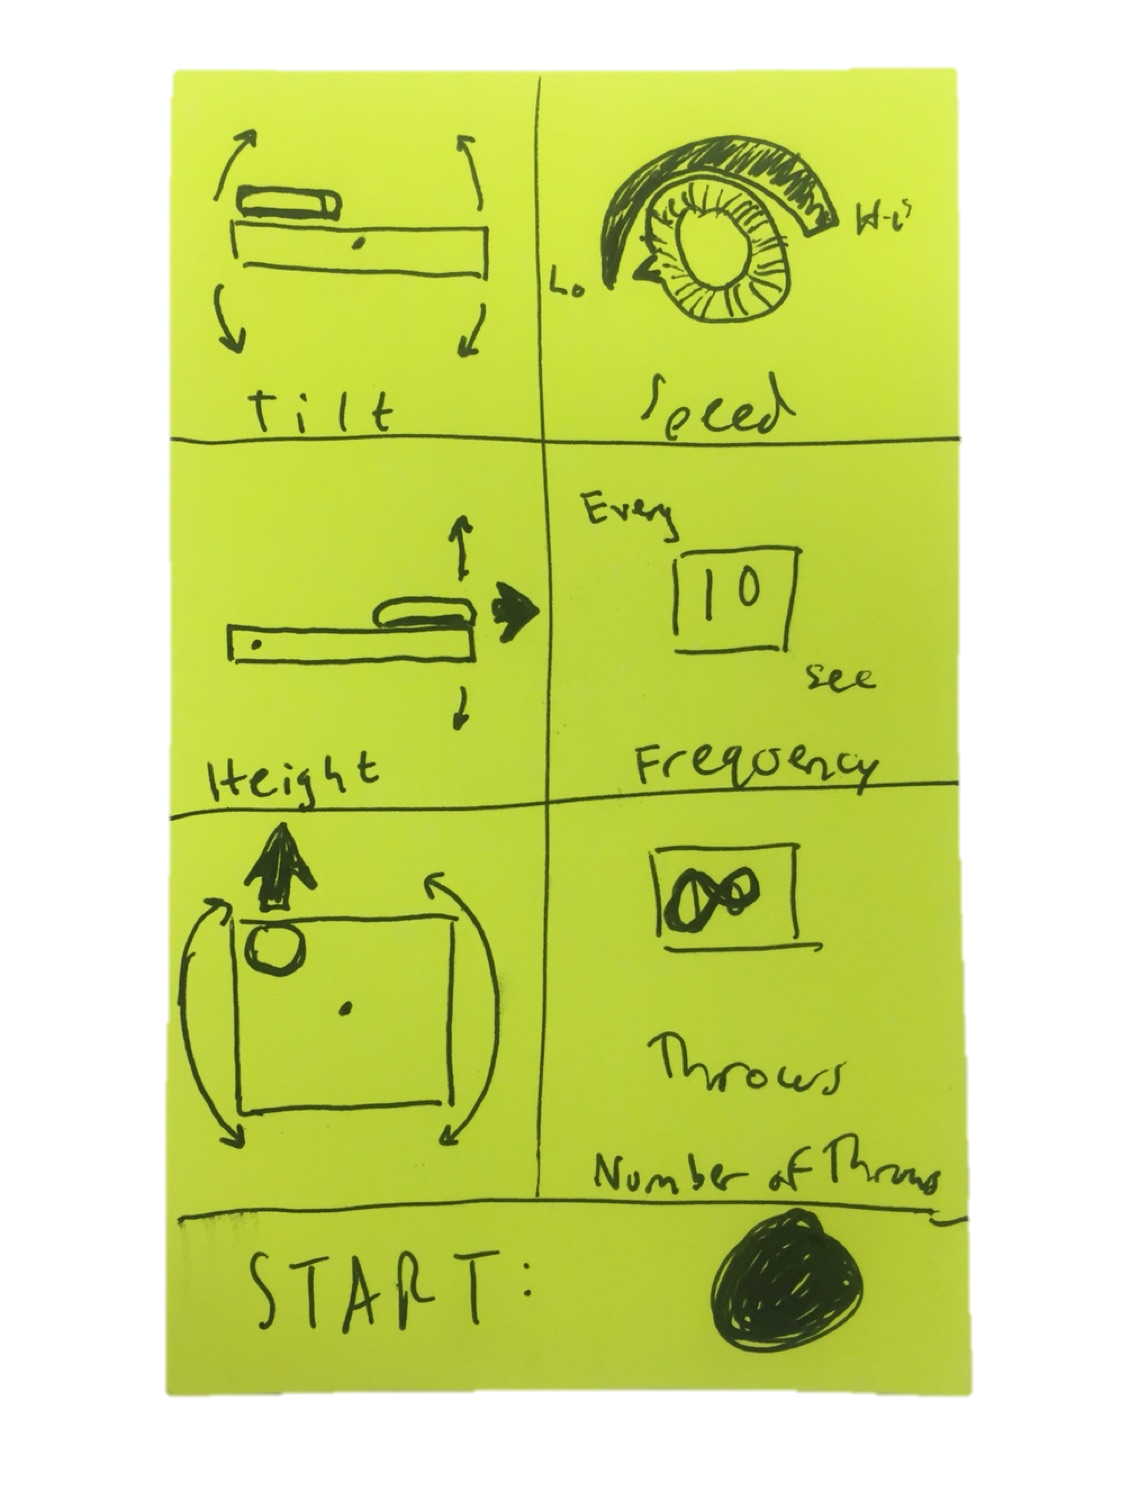 Lo
Hi
Tilt
Speed
Every
10
sec
Height
Frequency
∞
Throws
Number of Throws
START: